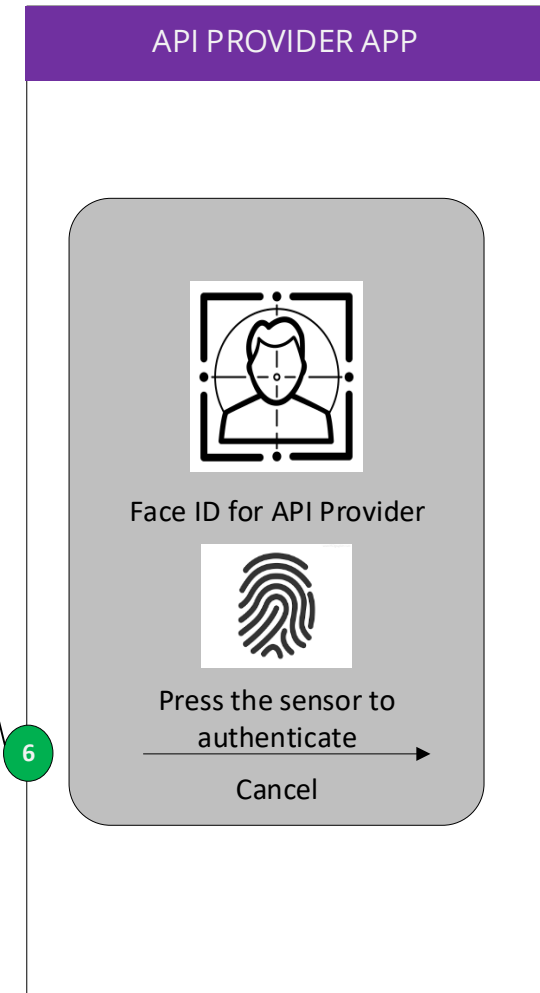 API PROVIDER APP
Face ID for API Provider
Press the sensor to
authenticate
6
Cancel